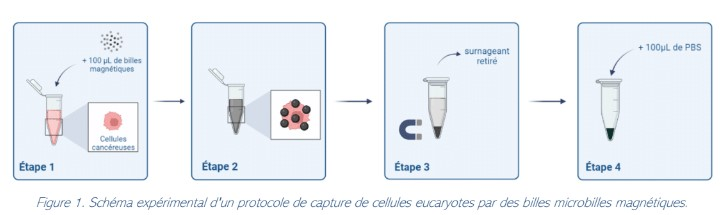 + 100 µL de billes
magnétiques
Cellules
cancéreuses
Étape 1
Étape 2
surnageant
retiré
Étape 3
+ 100µL de PBS
Étape 4
Figure 1. Schéma expérimental d'un protocole de capture de cellules eucaryotes par des billes microbilles magnétiques.